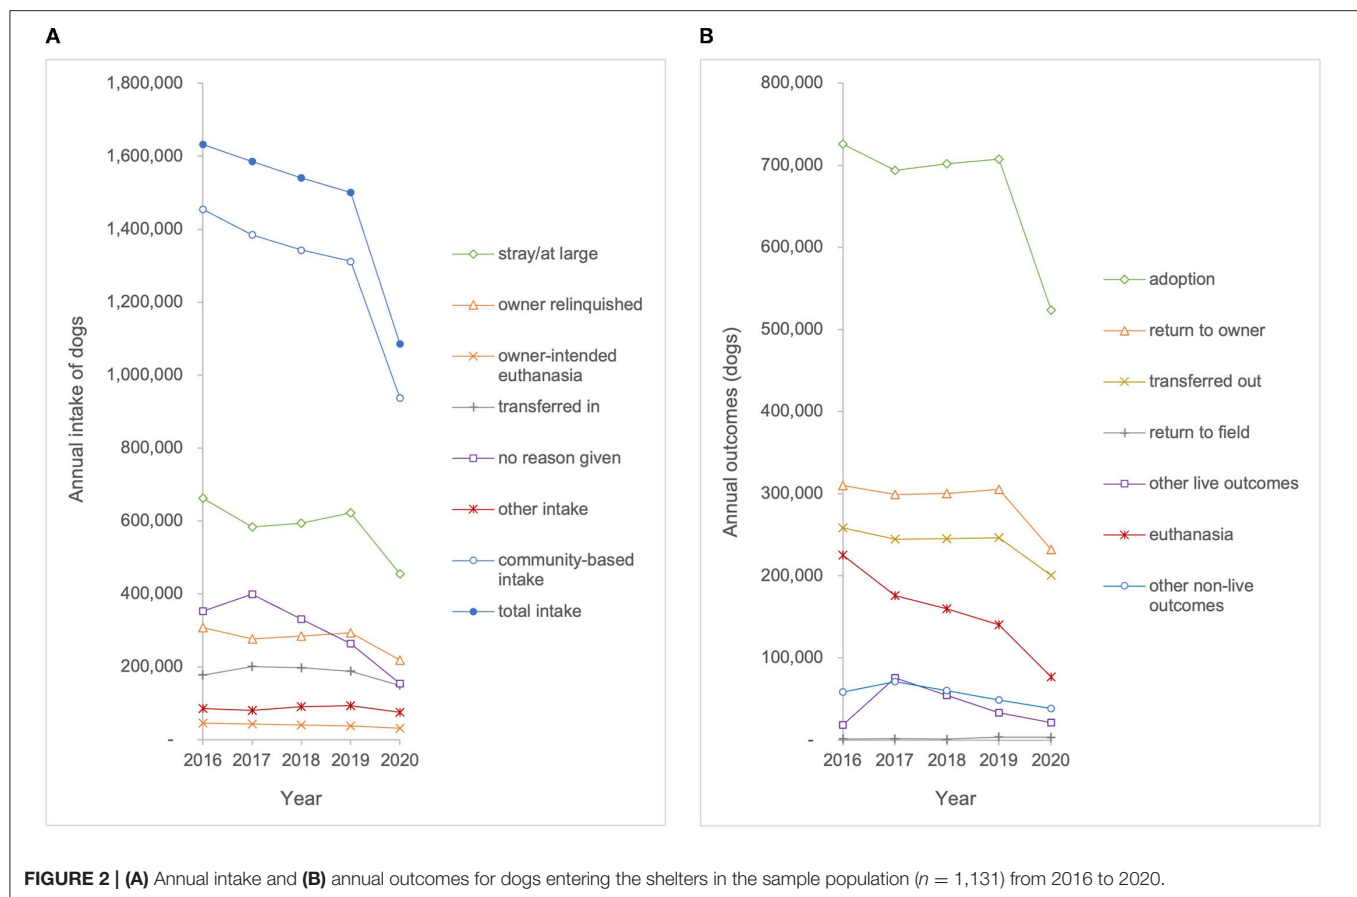 A
1,800,000
1,600,000
1,400,000
1,200,000
1,000,000
800,000
600,000
400,000
200,000
-
Annual intake of dogs
2016 2017 2018 2019 2020
Year
stray/at large
owner relinquished
owner-intended
euthanasia
transferred in
no reason given
other intake
community-based
intake
total intake
B
800,000
700,000
600,000
500,000
400,000
300,000
200,000
100,000
-
Annual outcomes (dogs)
2016 2017 2018 2019 2020
Year
adoption
return to owner
transferred out
return to field
other live outcomes
euthanasia
other non-live
outcomes
FIGURE 2 | (A) Annual intake and (B) annual outcomes for dogs entering the shelters in the sample population (n = 1,131) from 2016 to 2020.